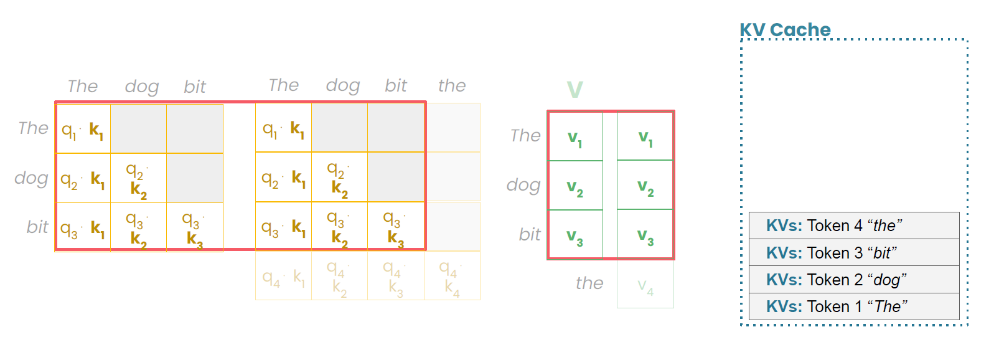 KV Cache
The dog bit
The dog bit the
V
The
q1· k1
q1· k1
The
v1
v1
dog
q2· k1
q2· k2
q2· k1
q2· k2
dog
v2
v2
bit
q3· k1
q3· k2
q3· k3
q3· k1
q3· k2
q3· k3
bit
v3
v3
q4· k1
q4· k2
q4· k3
q4· k4
the
v4
KVs: Token 4 “the”
KVs: Token 3 “bit”
KVs: Token 2 “dog”
KVs: Token 1 “The”